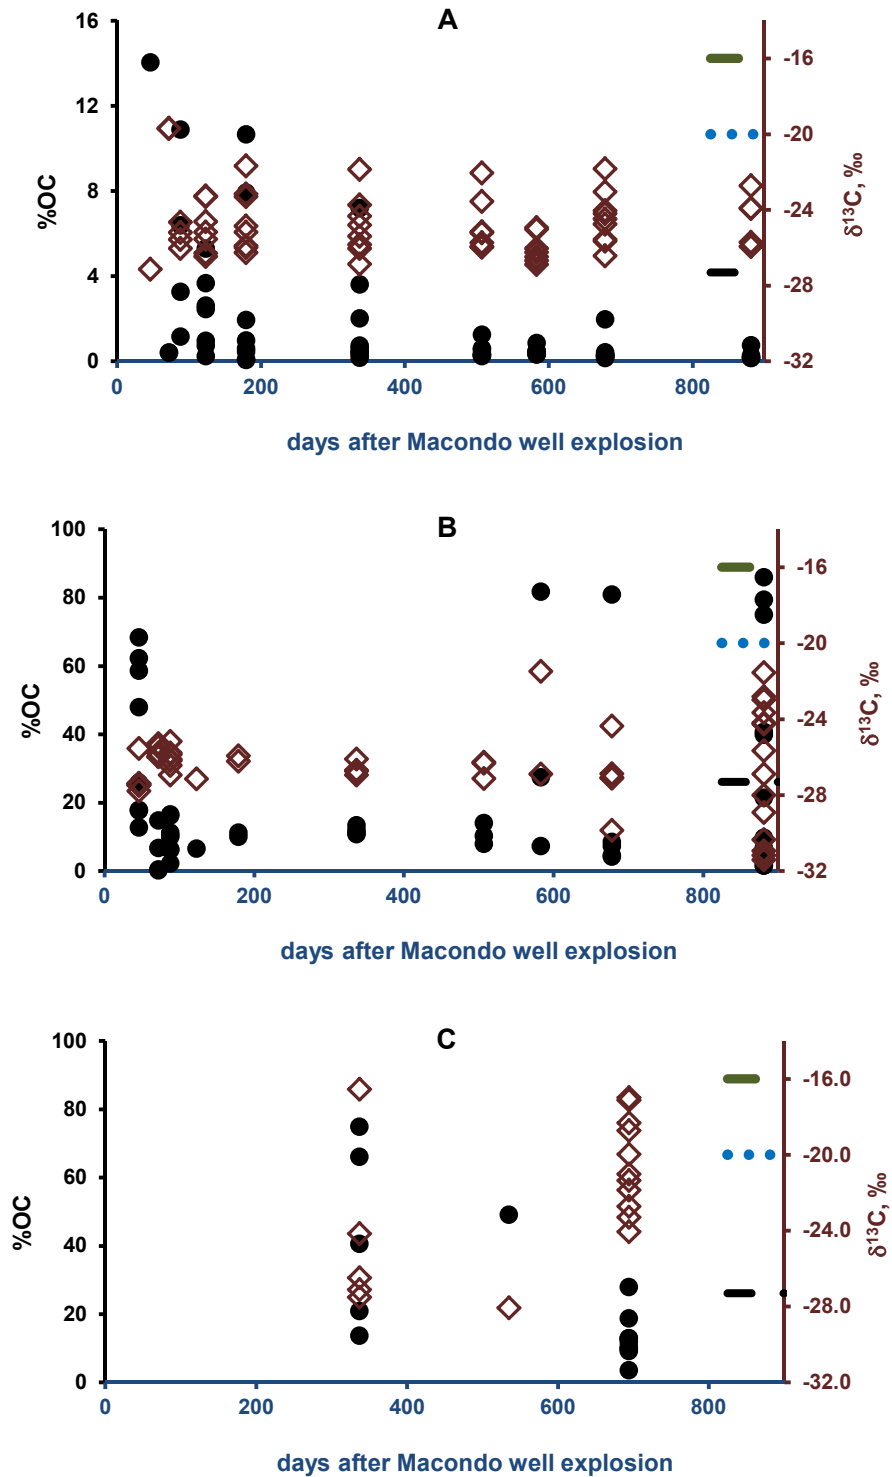 A
16
12
8
4
0
%OC
-16
-20
-24
-28
-32
δ¹³C, ‰
0 200 400 600 800
days after Macondo well explosion
B
100
80
60
40
20
0
%OC
-16
-20
-24
-28
-32
δ¹³C, ‰
0 200 400 600 800
days after Macondo well explosion
C
100
80
60
40
20
0
%OC
-16.0
-20.0
-24.0
-28.0
-32.0
δ¹³C, ‰
0 200 400 600 800
days after Macondo well explosion